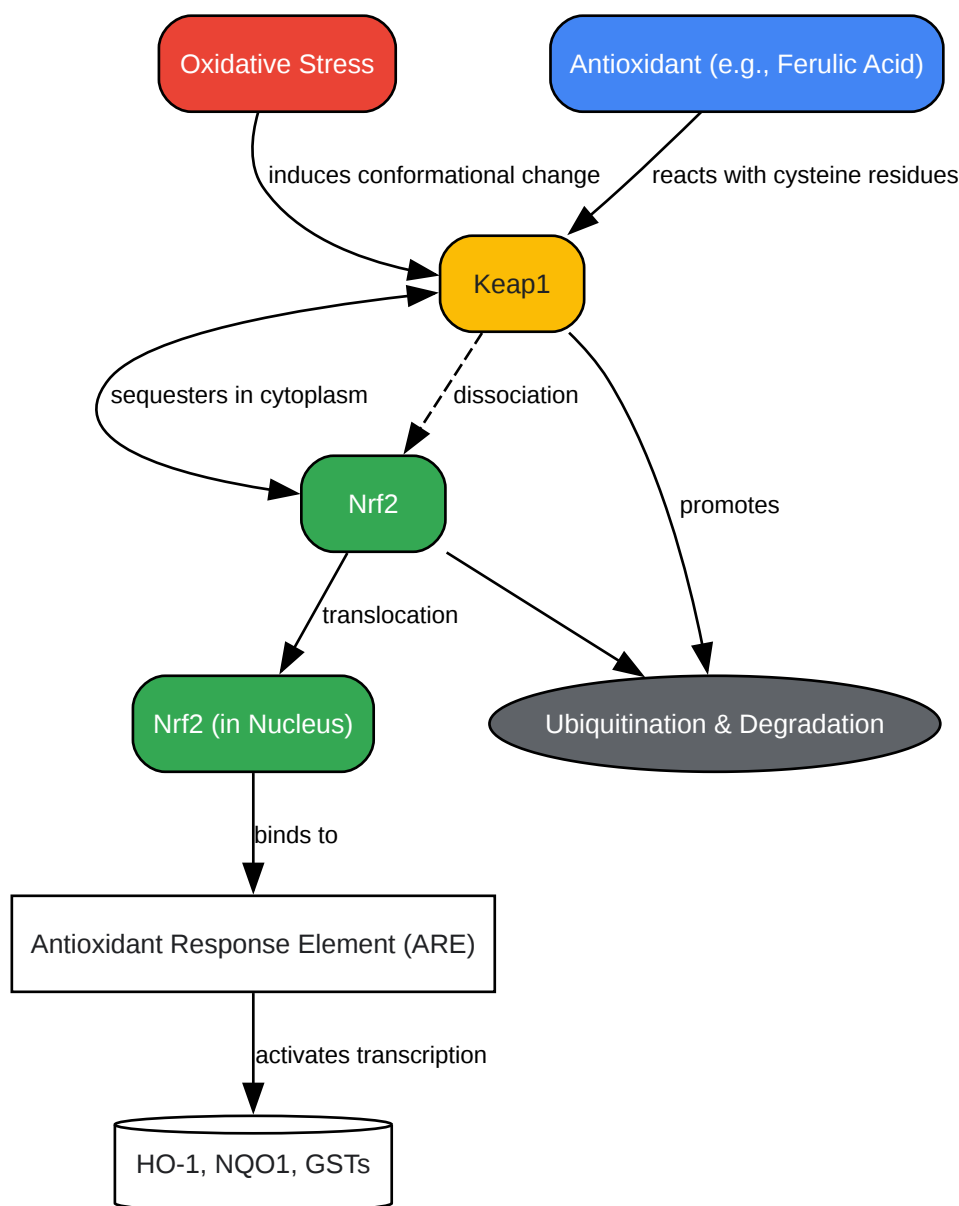 Oxidative Stress
Antioxidant (e.g., Ferulic Acid)
induces conformational change
reacts with cysteine residues
Keap1
sequesters in cytoplasm
dissociation
Nrf2
promotes
translocation
Nrf2 (in Nucleus)
Ubiquitination & Degradation
binds to
Antioxidant Response Element (ARE)
activates transcription
HO-1, NQO1, GSTs